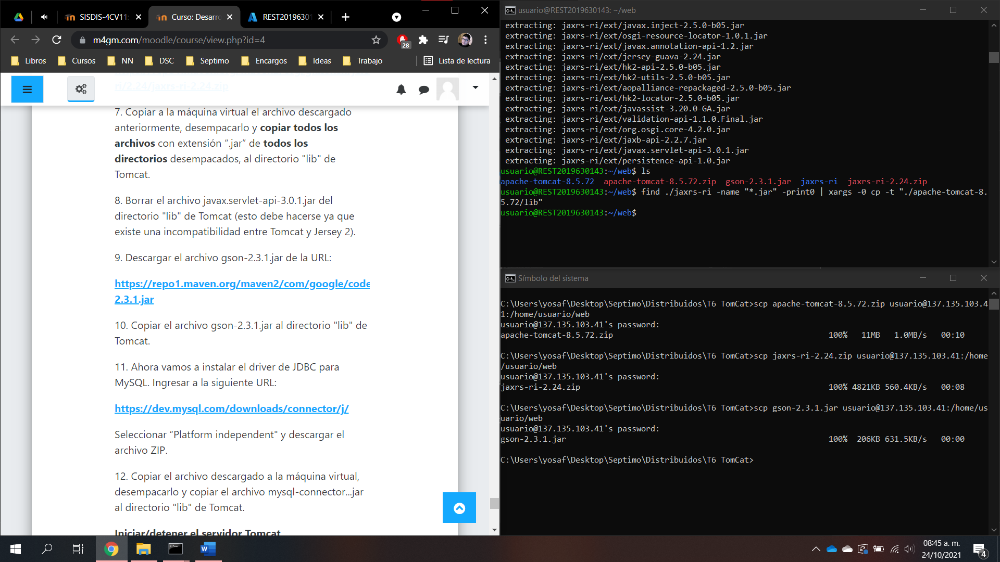 SISDIS-4CV11
Curso: Desarro
REST2019630
m4gm.com/moodle/course/view.php?id=4
28
Libros
Cursos
NN
DSC
Septimo
Encargos
Ideas
Trabajo
Lista de lectura
ri/2.24/jaxrs-ri-2.24.zip
7. Copiar a la máquina virtual el archivo descargado
anteriormente, desempacarlo y copiar todos los
archivos con extensión “.jar” de todos los
directorios desempacados, al directorio "lib" de
Tomcat.
8. Borrar el archivo javax.servlet-api-3.0.1.jar del
directorio "lib" de Tomcat (esto debe hacerse ya que
existe una incompatibilidad entre Tomcat y Jersey 2).
9. Descargar el archivo gson-2.3.1.jar de la URL:
https://repo1.maven.org/maven2/com/google/code
2.3.1.jar
10. Copiar el archivo gson-2.3.1.jar al directorio "lib" de
Tomcat.
11. Ahora vamos a instalar el driver de JDBC para
MySQL. Ingresar a la siguiente URL:
https://dev.mysql.com/downloads/connector/j/
Seleccionar “Platform independent" y descargar el
archivo ZIP.
12. Copiar el archivo descargado a la máquina virtual,
desempacarlo y copiar el archivo mysql-connector...jar
al directorio "lib" de Tomcat.
Iniciar/detener el servidor Tomcat
usuario@REST2019630143: ~/web
extracting: jaxrs-ri/ext/javax.inject-2.5.0-b05.jar
extracting: jaxrs-ri/ext/osgi-resource-locator-1.0.1.jar
extracting: jaxrs-ri/ext/javax.annotation-api-1.2.jar
extracting: jaxrs-ri/ext/jersey-guava-2.24.jar
extracting: jaxrs-ri/ext/hk2-api-2.5.0-b05.jar
extracting: jaxrs-ri/ext/hk2-utils-2.5.0-b05.jar
extracting: jaxrs-ri/ext/aopalliance-repackaged-2.5.0-b05.jar
extracting: jaxrs-ri/ext/hk2-locator-2.5.0-b05.jar
extracting: jaxrs-ri/ext/javassist-3.20.0-GA.jar
extracting: jaxrs-ri/ext/validation-api-1.1.0.Final.jar
extracting: jaxrs-ri/ext/org.osgi.core-4.2.0.jar
extracting: jaxrs-ri/ext/jaxb-api-2.2.7.jar
extracting: jaxrs-ri/ext/javax.servlet-api-3.0.1.jar
extracting: jaxrs-ri/ext/persistence-api-1.0.jar
usuario@REST2019630143:~/web$ ls
apache-tomcat-8.5.72 apache-tomcat-8.5.72.zip gson-2.3.1.jar jaxrs-ri jaxrs-ri-2.24.zip
usuario@REST2019630143:~/web$ find ./jaxrs-ri -name "*.jar" -print0 | xargs -0 cp -t "./apache-tomcat-8.
5.72/lib"
usuario@REST2019630143:~/web$
Símbolo del sistema
C:\Users\yosaf\Desktop\Septimo\Distribuidos\T6 TomCat>scp apache-tomcat-8.5.72.zip usuario@137.135.103.4
1:/home/usuario/web
usuario@137.135.103.41's password:
apache-tomcat-8.5.72.zip 100% 11MB 1.0MB/s 00:10
C:\Users\yosaf\Desktop\Septimo\Distribuidos\T6 TomCat>scp jaxrs-ri-2.24.zip usuario@137.135.103.41:/home
/usuario/web
usuario@137.135.103.41's password:
jaxrs-ri-2.24.zip 100% 4821KB 560.4KB/s 00:08
C:\Users\yosaf\Desktop\Septimo\Distribuidos\T6 TomCat>scp gson-2.3.1.jar usuario@137.135.103.41:/home/us
uario/web
usuario@137.135.103.41's password:
gson-2.3.1.jar 100% 206KB 631.5KB/s 00:00
C:\Users\yosaf\Desktop\Septimo\Distribuidos\T6 TomCat>
08:45 a. m.
24/10/2021
4